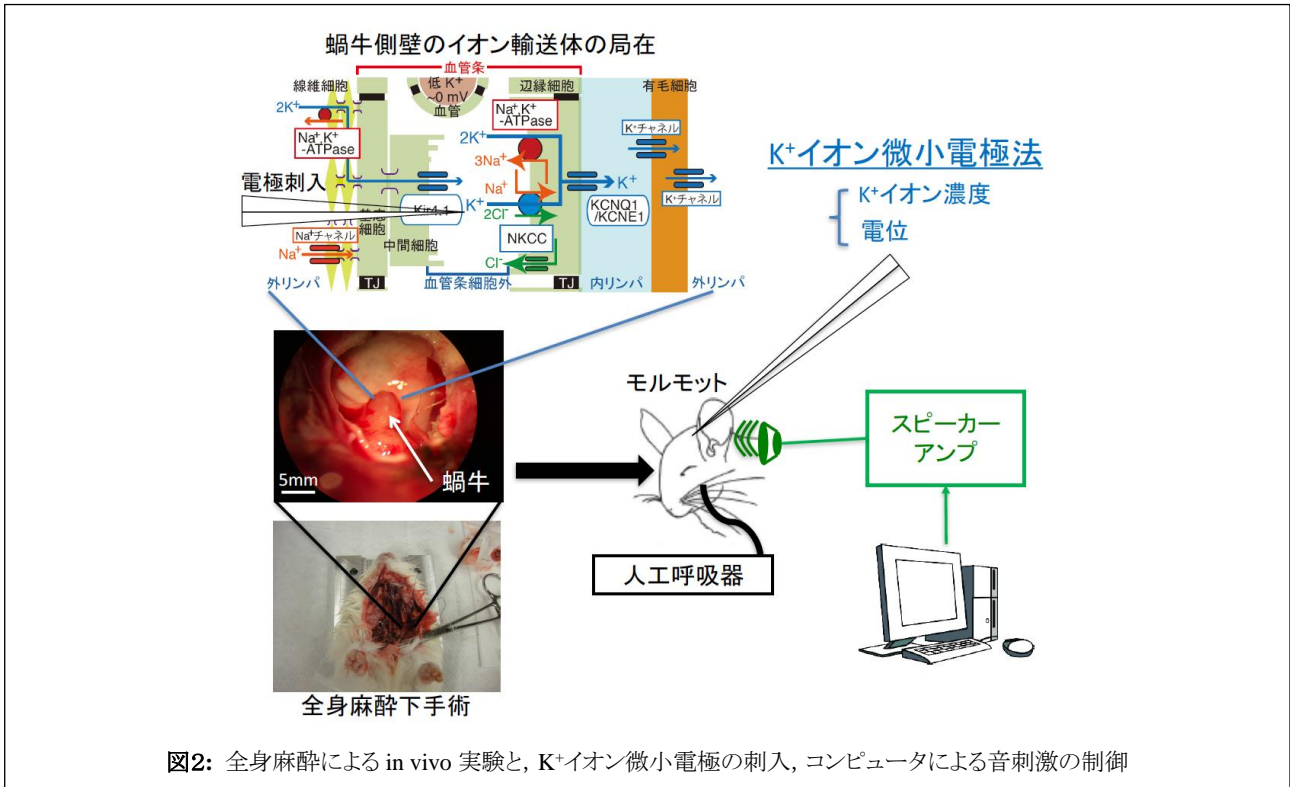 蝸牛側壁のイオン輸送体の局在
血管条
線維細胞
低 K⁺
~0 mV
血管
辺縁細胞
有毛細胞
2K⁺
Na⁺,K⁺
-ATPase
Na⁺,K⁺
-ATPase
2K⁺
3Na⁺
Na⁺
K⁺
2Cl⁻
K⁺
K⁺チャネル
K⁺チャネル
KCNQ1
/KCNE1
電極刺入
Kir4.1
細胞
中間細胞
Na⁺チャネル
Na⁺
NKCC
Cl⁻
外リンパ
TJ
血管条細胞外
TJ
内リンパ
外リンパ
K⁺イオン微小電極法
K⁺イオン濃度
電位
5mm
蝸牛
モルモット
スピーカー
アンプ
人工呼吸器
全身麻酔下手術
図2: 全身麻酔による in vivo 実験と, K⁺イオン微小電極の刺入, コンピュータによる音刺激の制御